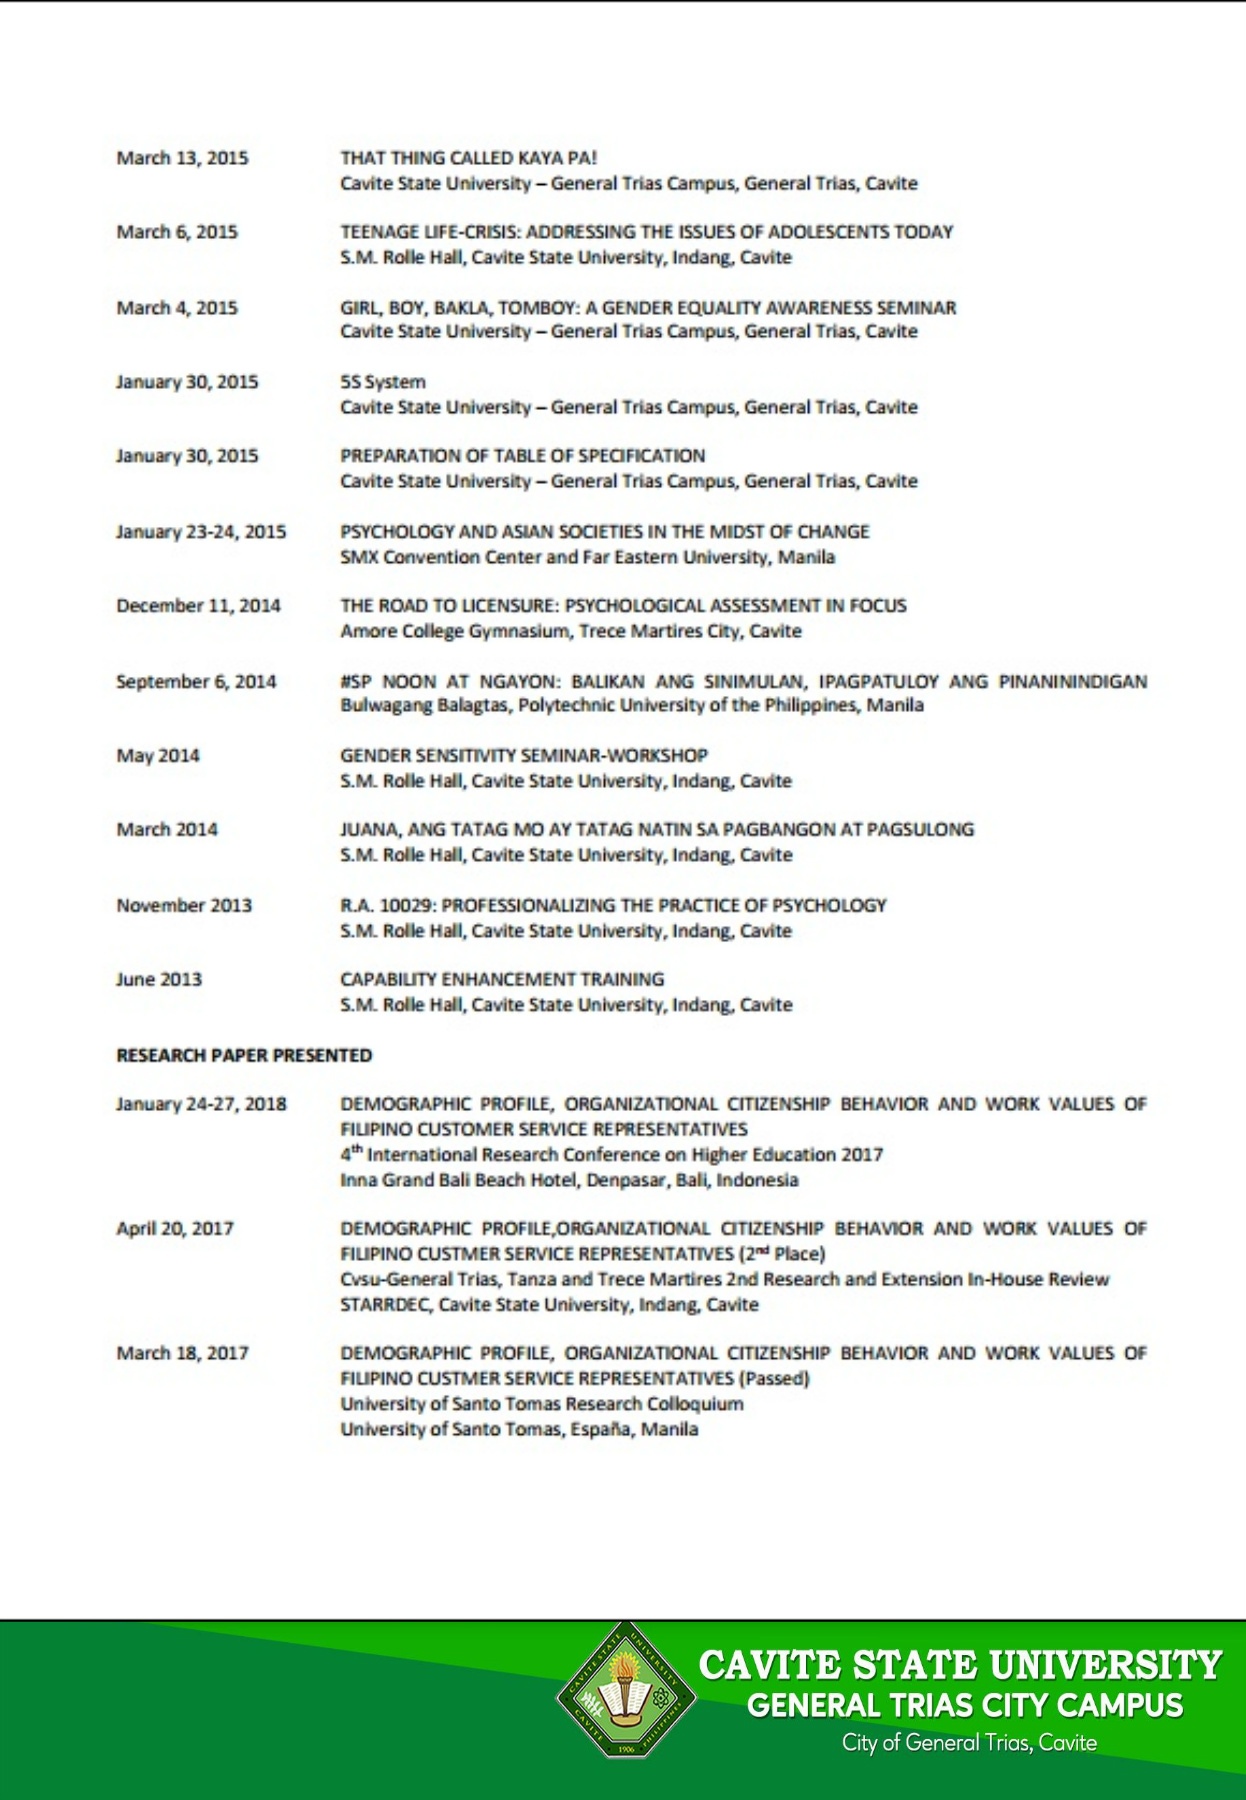 March 13, 2015 THAT THING CALLED KAYA PA!
Cavite State University – General Trias Campus, General Trias, Cavite
March 6, 2015 TEENAGE LIFE-CRISIS: ADDRESSING THE ISSUES OF ADOLESCENTS TODAY
S.M. Rolle Hall, Cavite State University, Indang, Cavite
March 4, 2015 GIRL, BOY, BAKLA, TOMBOY: A GENDER EQUALITY AWARENESS SEMINAR
Cavite State University – General Trias Campus, General Trias, Cavite
January 30, 2015 5S System
Cavite State University – General Trias Campus, General Trias, Cavite
January 30, 2015 PREPARATION OF TABLE OF SPECIFICATION
Cavite State University – General Trias Campus, General Trias, Cavite
January 23-24, 2015 PSYCHOLOGY AND ASIAN SOCIETIES IN THE MIDST OF CHANGE
SMX Convention Center and Far Eastern University, Manila
December 11, 2014 THE ROAD TO LICENSURE: PSYCHOLOGICAL ASSESSMENT IN FOCUS
Amore College Gymnasium, Trece Martires City, Cavite
September 6, 2014 #SP NOON AT NGAYON: BALIKAN ANG SINIMULAN, IPAGPATULOY ANG PINANININDIGAN
Bulwagang Balagtas, Polytechnic University of the Philippines, Manila
May 2014 GENDER SENSITIVITY SEMINAR-WORKSHOP
S.M. Rolle Hall, Cavite State University, Indang, Cavite
March 2014 JUANA, ANG TATAG MO AY TATAG NATIN SA PAGBANGON AT PAGSULONG
S.M. Rolle Hall, Cavite State University, Indang, Cavite
November 2013 R.A. 10029: PROFESSIONALIZING THE PRACTICE OF PSYCHOLOGY
S.M. Rolle Hall, Cavite State University, Indang, Cavite
June 2013 CAPABILITY ENHANCEMENT TRAINING
S.M. Rolle Hall, Cavite State University, Indang, Cavite
RESEARCH PAPER PRESENTED
January 24-27, 2018 DEMOGRAPHIC PROFILE, ORGANIZATIONAL CITIZENSHIP BEHAVIOR AND WORK VALUES OF
FILIPINO CUSTOMER SERVICE REPRESENTATIVES
4th International Research Conference on Higher Education 2017
Inna Grand Bali Beach Hotel, Denpasar, Bali, Indonesia
April 20, 2017 DEMOGRAPHIC PROFILE,ORGANIZATIONAL CITIZENSHIP BEHAVIOR AND WORK VALUES OF
FILIPINO CUSTMER SERVICE REPRESENTATIVES (2nd Place)
Cvsu-General Trias, Tanza and Trece Martires 2nd Research and Extension In-House Review
STARRDEC, Cavite State University, Indang, Cavite
March 18, 2017 DEMOGRAPHIC PROFILE, ORGANIZATIONAL CITIZENSHIP BEHAVIOR AND WORK VALUES OF
FILIPINO CUSTMER SERVICE REPRESENTATIVES (Passed)
University of Santo Tomas Research Colloquium
University of Santo Tomas, España, Manila
CAVITE STATE UNIVERSITY
CAVITE PHILIPPINES
1906
CAVITE STATE UNIVERSITY
GENERAL TRIAS CITY CAMPUS
City of General Trias, Cavite